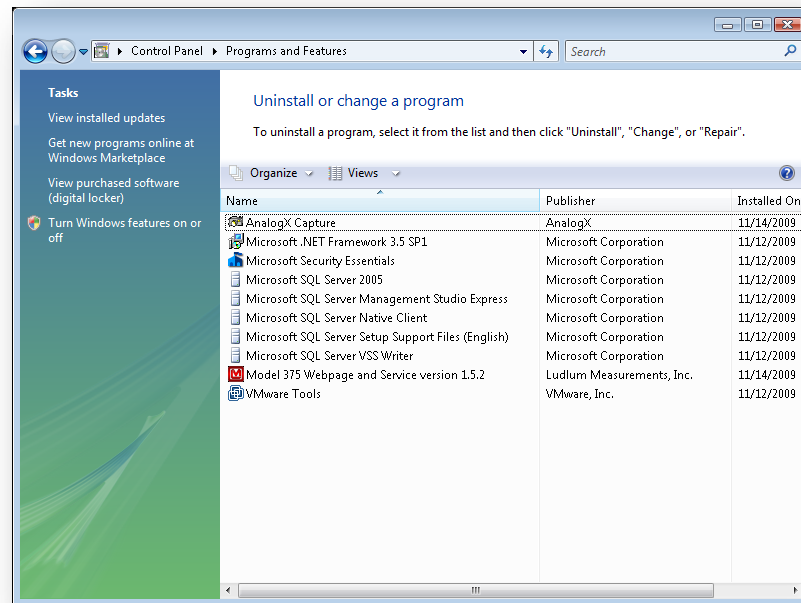 Control Panel Programs and Features
Search
Tasks
View installed updates
Get new programs online at
Windows Marketplace
View purchased software
(digital locker)
Turn Windows features on or
off
Uninstall or change a program
To uninstall a program, select it from the list and then click "Uninstall", "Change", or "Repair".
Organize Views
Name Publisher Installed On
AnalogX Capture AnalogX 11/14/2009
Microsoft .NET Framework 3.5 SP1 Microsoft Corporation 11/12/2009
Microsoft Security Essentials Microsoft Corporation 11/12/2009
Microsoft SQL Server 2005 Microsoft Corporation 11/12/2009
Microsoft SQL Server Management Studio Express Microsoft Corporation 11/12/2009
Microsoft SQL Server Native Client Microsoft Corporation 11/12/2009
Microsoft SQL Server Setup Support Files (English) Microsoft Corporation 11/12/2009
Microsoft SQL Server VSS Writer Microsoft Corporation 11/12/2009
Model 375 Webpage and Service version 1.5.2 Ludlum Measurements, Inc. 11/14/2009
VMware Tools VMware, Inc. 11/12/2009